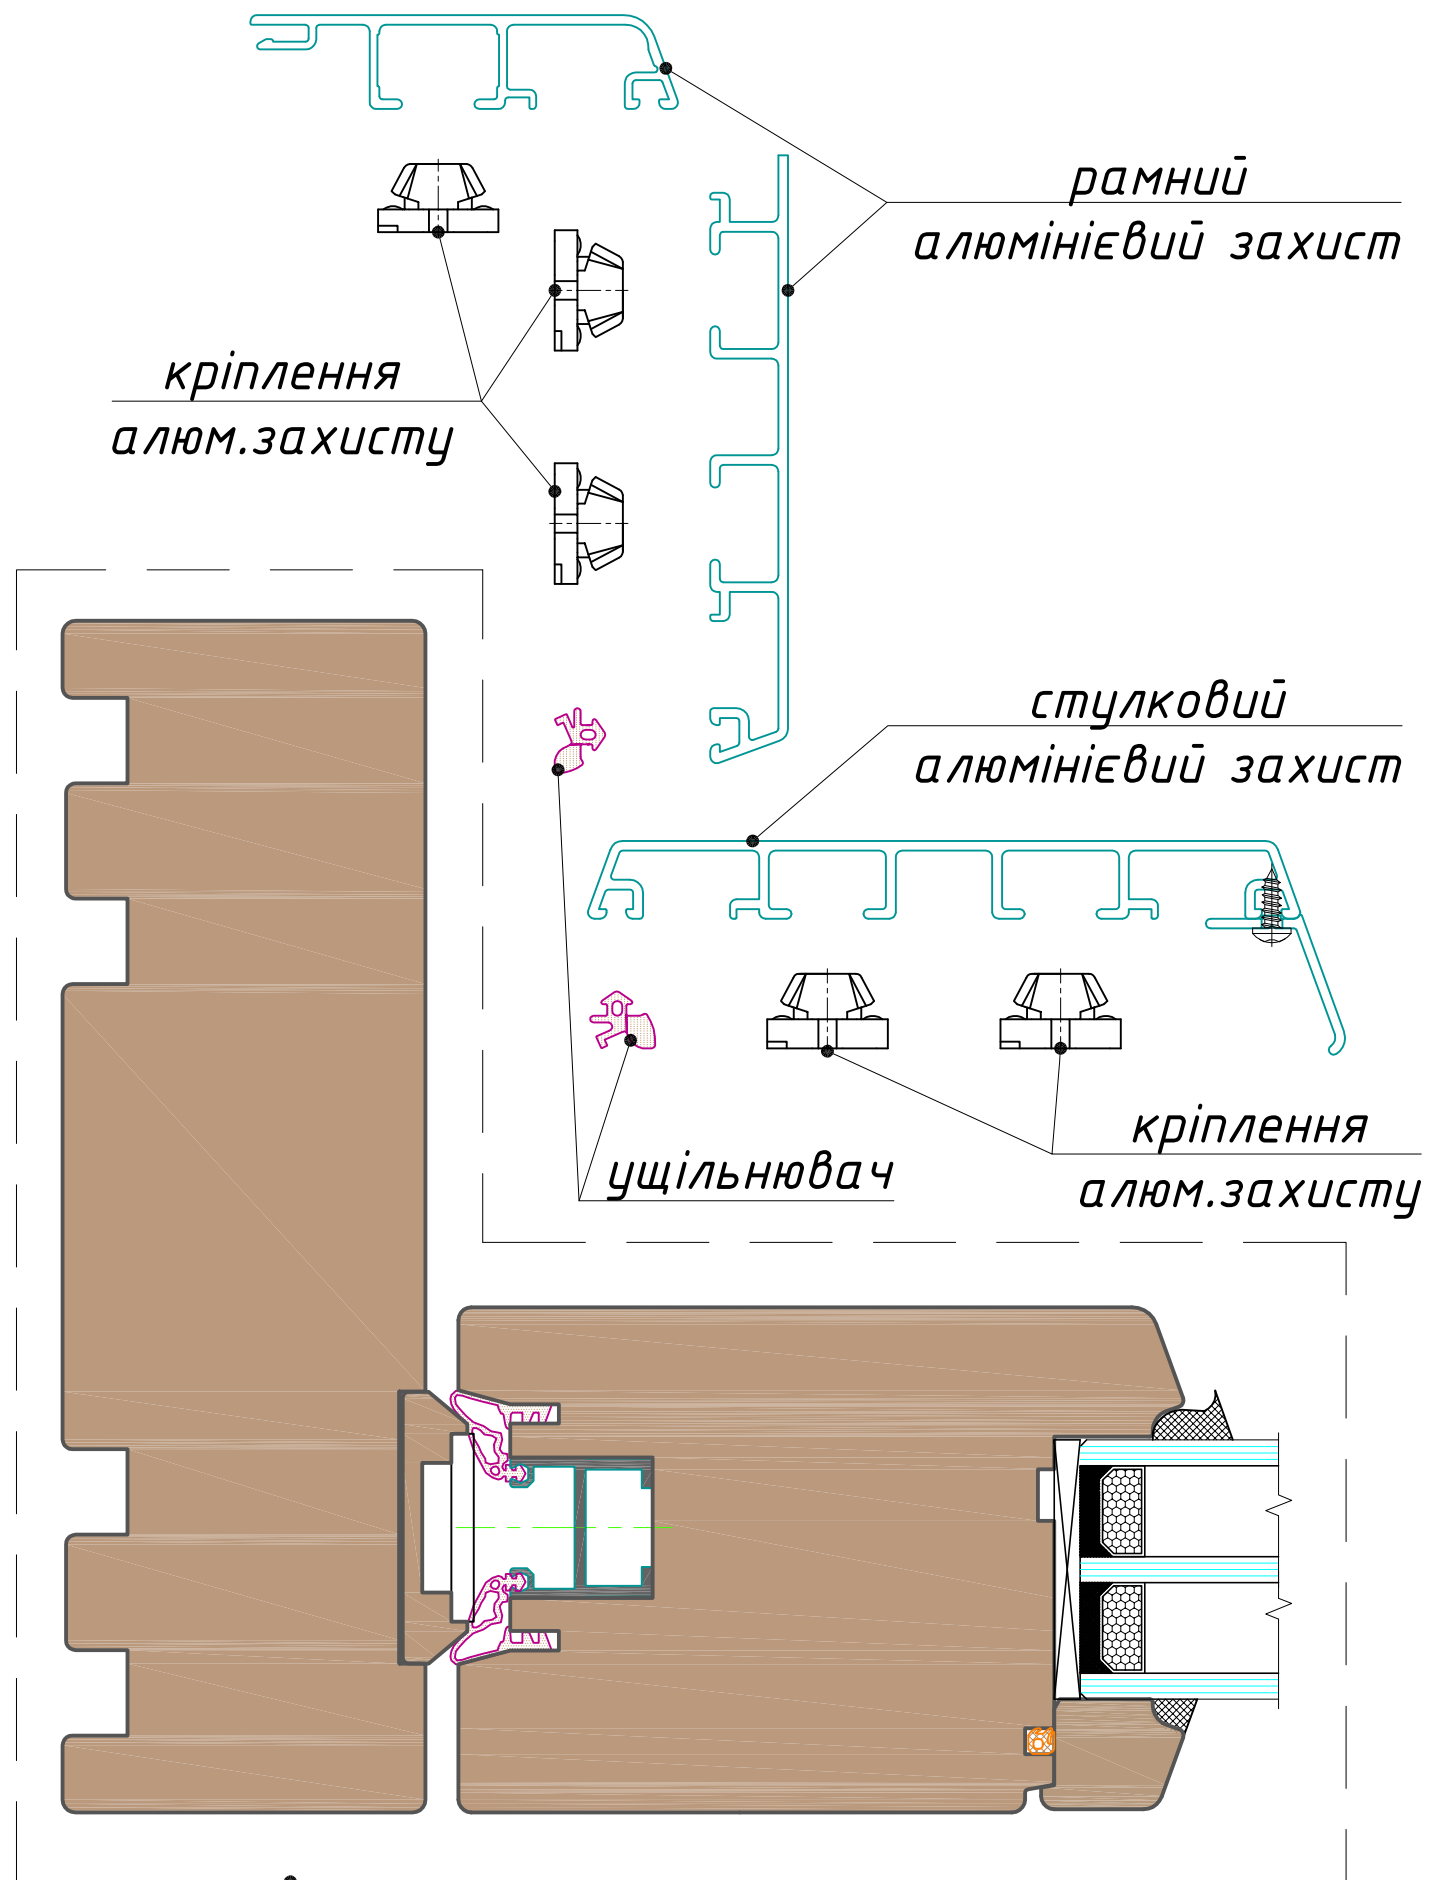 рамний
алюмінієвий захист
кріплення
алюм.захисту
стулковий
алюмінієвий захист
кріплення
алюм.захисту
ущільнювач